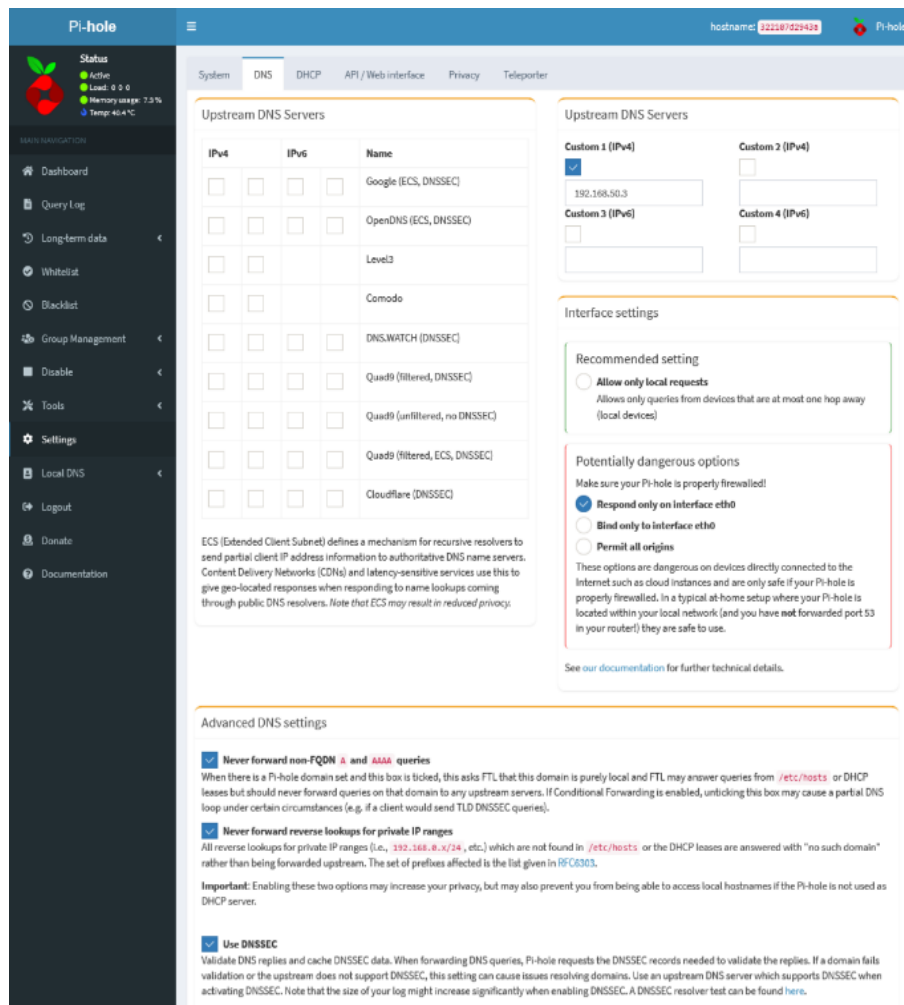 Pi-hole
hostname: 322187d2943a
Pi-hole
Status
Active
Load: 0 0 0
Memory usage: 7.3 %
Temp: 40.4 °C
MAIN NAVIGATION
Dashboard
Query Log
Long-term data
Whitelist
Blacklist
Group Management
Disable
Tools
Settings
Local DNS
Logout
Donate
Documentation
System DNS DHCP API / Web interface Privacy Teleporter
Upstream DNS Servers
IPv4 IPv6 Name
Google (ECS, DNSSEC)
OpenDNS (ECS, DNSSEC)
Level3
Comodo
DNS.WATCH (DNSSEC)
Quad9 (filtered, DNSSEC)
Quad9 (unfiltered, no DNSSEC)
Quad9 (filtered, ECS, DNSSEC)
Cloudflare (DNSSEC)
ECS (Extended Client Subnet) defines a mechanism for recursive resolvers to
send partial client IP address information to authoritative DNS name servers.
Content Delivery Networks (CDNs) and latency-sensitive services use this to
give geo-located responses when responding to name lookups coming
through public DNS resolvers. Note that ECS may result in reduced privacy.
Upstream DNS Servers
Custom 1 (IPv4) Custom 2 (IPv4)
192.168.50.3
Custom 3 (IPv6) Custom 4 (IPv6)
Interface settings
Recommended setting
Allow only local requests
Allows only queries from devices that are at most one hop away
(local devices)
Potentially dangerous options
Make sure your Pi-hole is properly firewalled!
Respond only on interface eth0
Bind only to interface eth0
Permit all origins
These options are dangerous on devices directly connected to the
Internet such as cloud instances and are only safe if your Pi-hole is
properly firewalled. In a typical at-home setup where your Pi-hole is
located within your local network (and you have not forwarded port 53
in your router!) they are safe to use.
See our documentation for further technical details.
Advanced DNS settings
Never forward non-FQDN A and AAAA queries
When there is a Pi-hole domain set and this box is ticked, this asks FTL that this domain is purely local and FTL may answer queries from /etc/hosts or DHCP
leases but should never forward queries on that domain to any upstream servers. If Conditional Forwarding is enabled, unticking this box may cause a partial DNS
loop under certain circumstances (e.g. if a client would send TLD DNSSEC queries).
Never forward reverse lookups for private IP ranges
All reverse lookups for private IP ranges (i.e., 192.168.0.x/24, etc.) which are not found in /etc/hosts or the DHCP leases are answered with "no such domain"
rather than being forwarded upstream. The set of prefixes affected is the list given in RFC6303.
Important: Enabling these two options may increase your privacy, but may also prevent you from being able to access local hostnames if the Pi-hole is not used as
DHCP server.
Use DNSSEC
Validate DNS replies and cache DNSSEC data. When forwarding DNS queries, Pi-hole requests the DNSSEC records needed to validate the replies. If a domain fails
validation or the upstream does not support DNSSEC, this setting can cause issues resolving domains. Use an upstream DNS server which supports DNSSEC when
activating DNSSEC. Note that the size of your log might increase significantly when enabling DNSSEC. A DNSSEC resolver test can be found here.